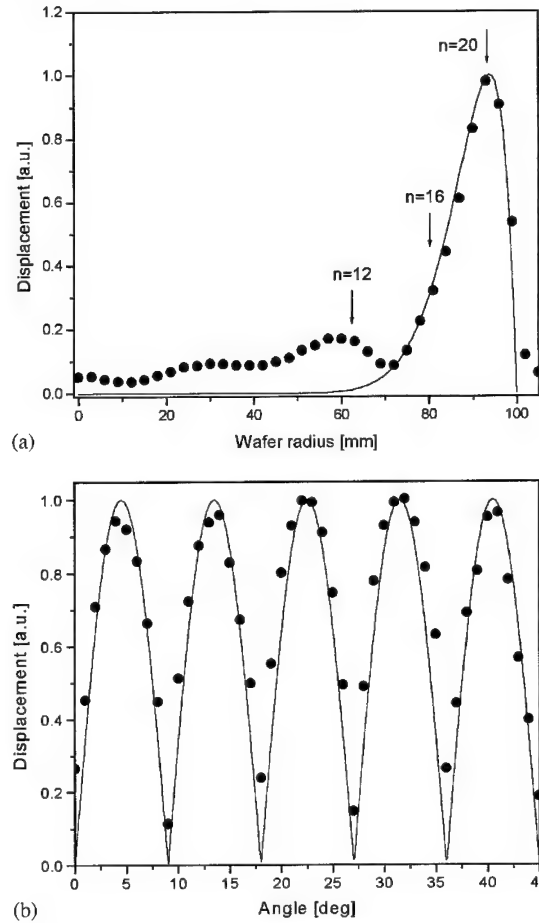 1.2
1.0
0.8
0.6
0.4
0.2
0.0
Displacement [a.u.]
n=20
n=16
n=12
0 20 40 60 80 100
Wafer radius [mm]
(a)
1.0
0.8
0.6
0.4
0.2
0.0
Displacement [a.u.]
0 5 10 15 20 25 30 35 40 45
Angle [deg]
(b)